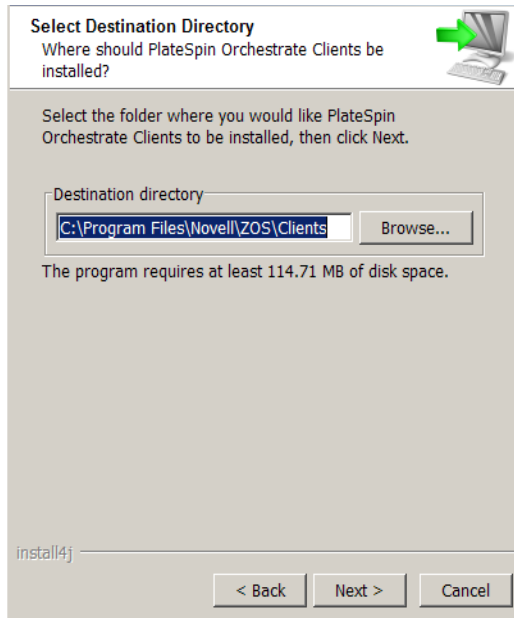 Select Destination Directory
Where should PlateSpin Orchestrate Clients be
installed?
Select the folder where you would like PlateSpin
Orchestrate Clients to be installed, then click Next.
Destination directory
C:\Program Files\Novell\ZOS\Clients
Browse...
The program requires at least 114.71 MB of disk space.
install4j
< Back
Next >
Cancel